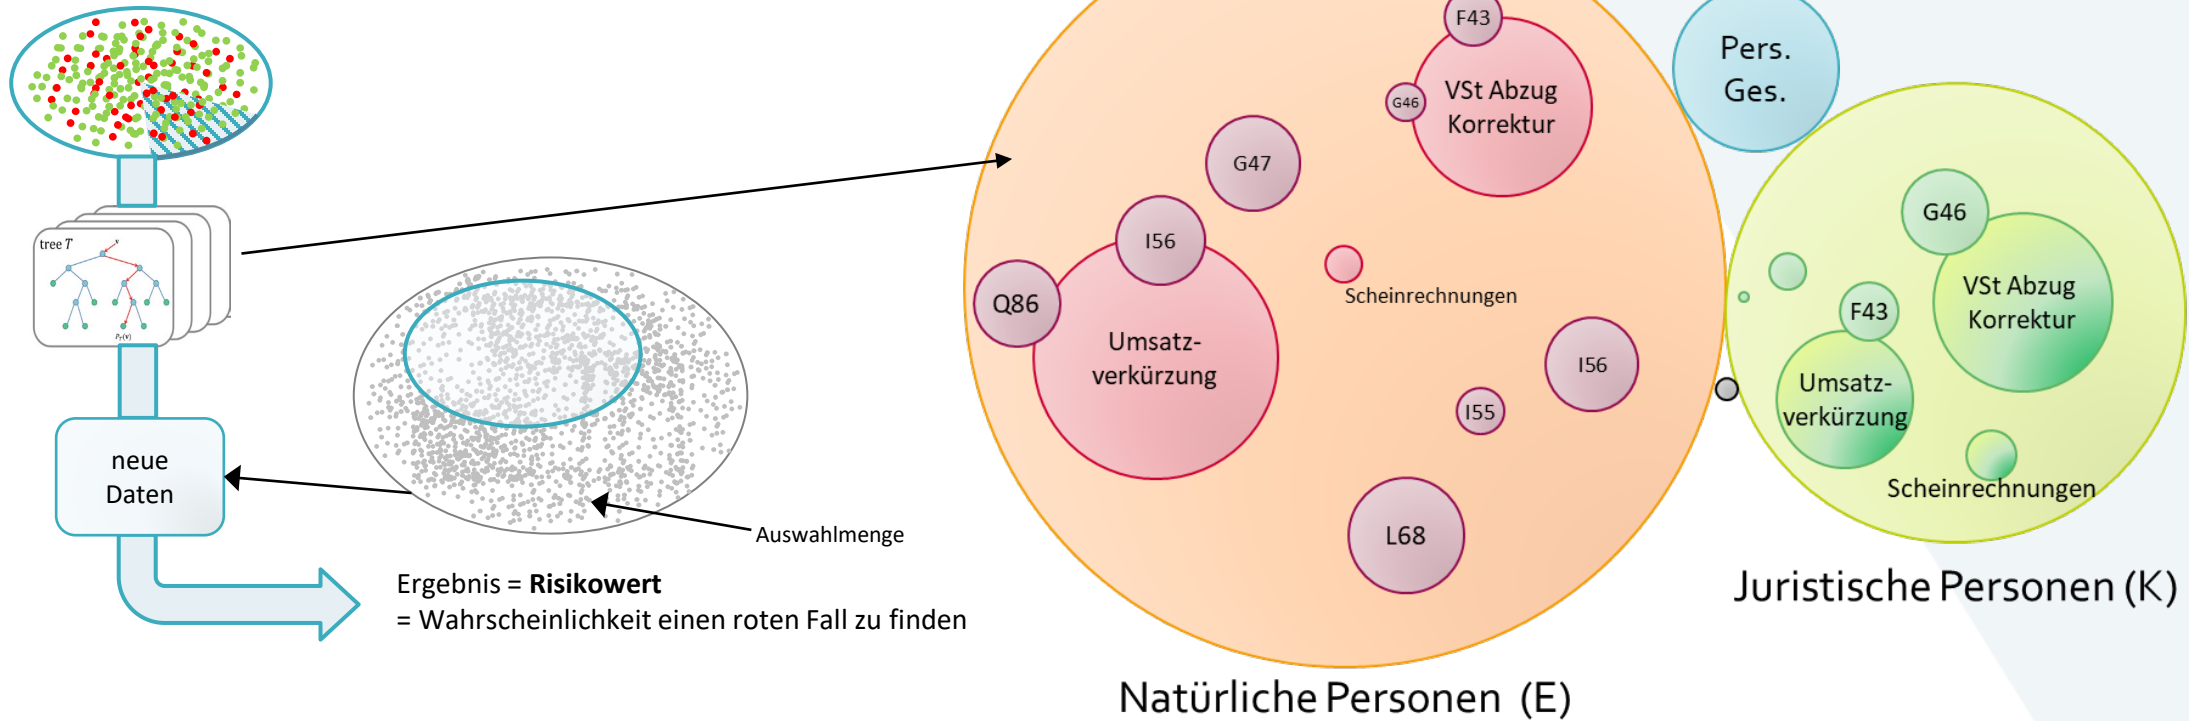 tree T
v
P_T(v)
neue
Daten
Auswahlmenge
Ergebnis = Risikowert
= Wahrscheinlichkeit einen roten Fall zu finden
F43
VSt Abzug
Korrektur
G46
G47
I56
Q86
Umsatz-
verkürzung
Scheinrechnungen
I56
I55
L68
Natürliche Personen (E)
Pers.
Ges.
G46
VSt Abzug
Korrektur
F43
Umsatz-
verkürzung
Scheinrechnungen
Juristische Personen (K)